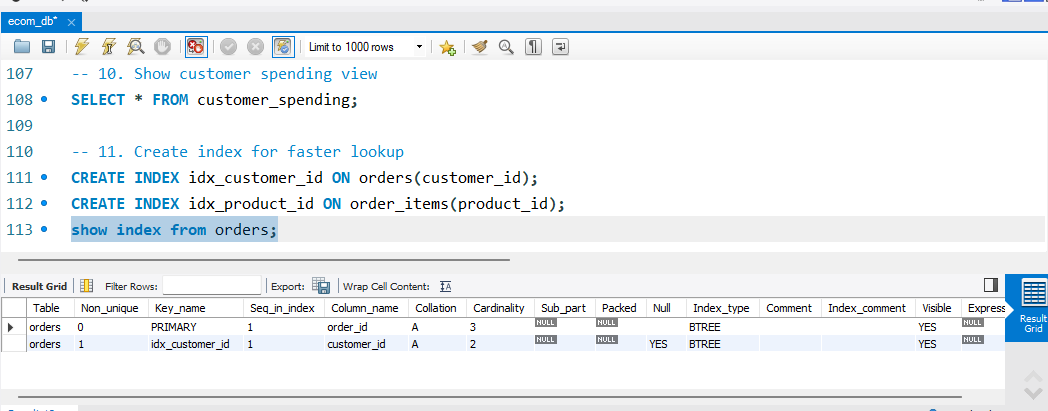 ecom_db*
Limit to 1000 rows
107 -- 10. Show customer spending view
108 SELECT * FROM customer_spending;
109
110 -- 11. Create index for faster lookup
111 CREATE INDEX idx_customer_id ON orders(customer_id);
112 CREATE INDEX idx_product_id ON order_items(product_id);
113 show index from orders;
Result Grid Filter Rows: Export: Wrap Cell Content: IA
Table Non_unique Key_name Seq_in_index Column_name Collation Cardinality Sub_part Packed Null Index_type Comment Index_comment Visible Express
orders 0 PRIMARY 1 order_id A 3 NULL NULL BTREE YES NULL
orders 1 idx_customer_id 1 customer_id A 2 NULL NULL YES BTREE YES NULL
Result
Grid